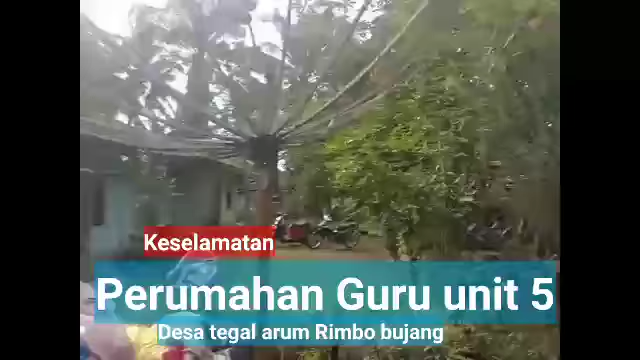 Keselamatan
Perumahan Guru unit 5
Desa tegal arum Rimbo bujang